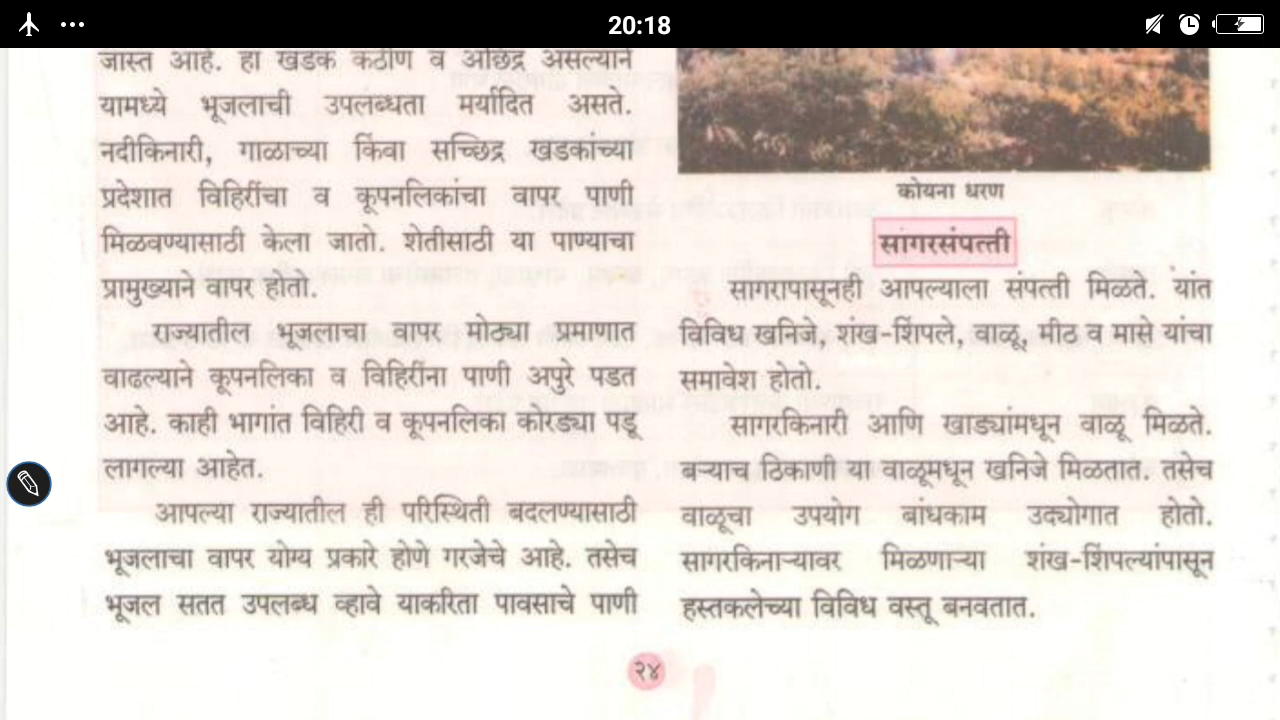 20:18
जास्त आहे. हा खडक कठीण व अछिद्र असल्याने
यामध्ये भूजलाची उपलब्धता मर्यादित असते.
नदीकिनारी, गाळाच्या किंवा सच्छिद्र खडकांच्या
प्रदेशात विहिरींचा व कूपनलिकांचा वापर पाणी
मिळवण्यासाठी केला जातो. शेतीसाठी या पाण्याचा
प्रामुख्याने वापर होतो.
राज्यातील भूजलाचा वापर मोठ्या प्रमाणात
वाढल्याने कूपनलिका व विहिरींना पाणी अपुरे पडत
आहे. काही भागांत विहिरी व कूपनलिका कोरड्या पडू
लागल्या आहेत.
आपल्या राज्यातील ही परिस्थिती बदलण्यासाठी
भूजलाचा वापर योग्य प्रकारे होणे गरजेचे आहे. तसेच
भूजल सतत उपलब्ध व्हावे याकरिता पावसाचे पाणी
कोयना धरण
सागरसंपत्ती
सागरापासूनही आपल्याला संपत्ती मिळते. यांत
विविध खनिजे, शंख-शिंपले, वाळू, मीठ व मासे यांचा
समावेश होतो.
सागरकिनारी आणि खाड्यांमधून वाळू मिळते.
बऱ्याच ठिकाणी या वाळूमधून खनिजे मिळतात. तसेच
वाळूचा उपयोग बांधकाम उद्योगात होतो.
सागरकिनाऱ्यावर मिळणाऱ्या शंख-शिंपल्यांपासून
हस्तकलेच्या विविध वस्तू बनवतात.
२४